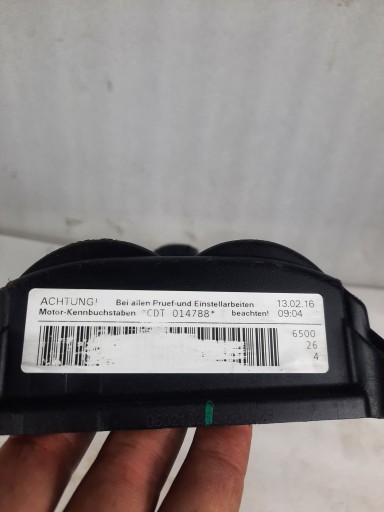 ACHTUNG! Bei allen Pruef-und Einstellarbeiten 13.02.16
Motor-Kennbuchstaben *CDT 014788* beachten! 09:04
6500
26
4